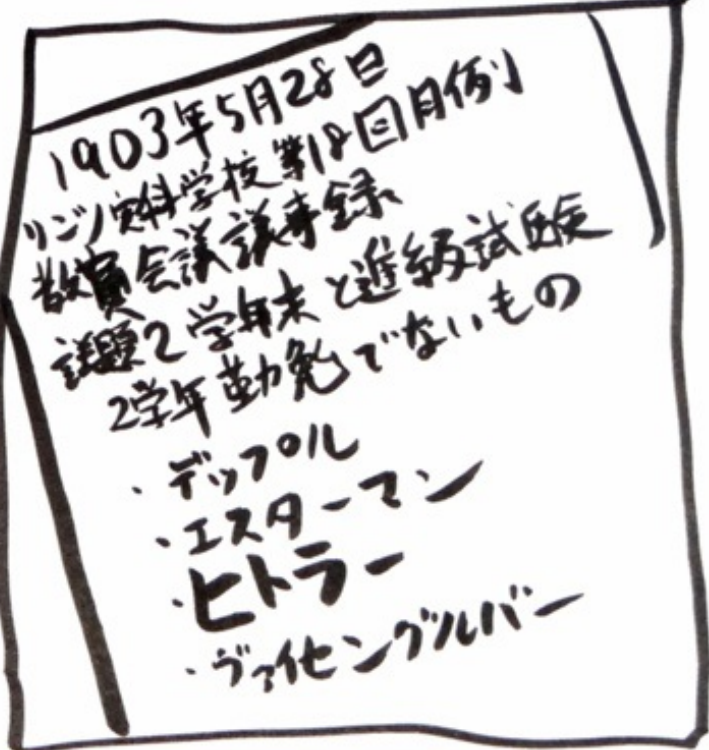 1903年5月28日
リンツ実科学校第18回月例
教員会議議事録
議題2 学年末と進級試験
2学年勤勉でないもの
・デップル
・エスターマン
・ヒトラー
・ヴァイセングルバー